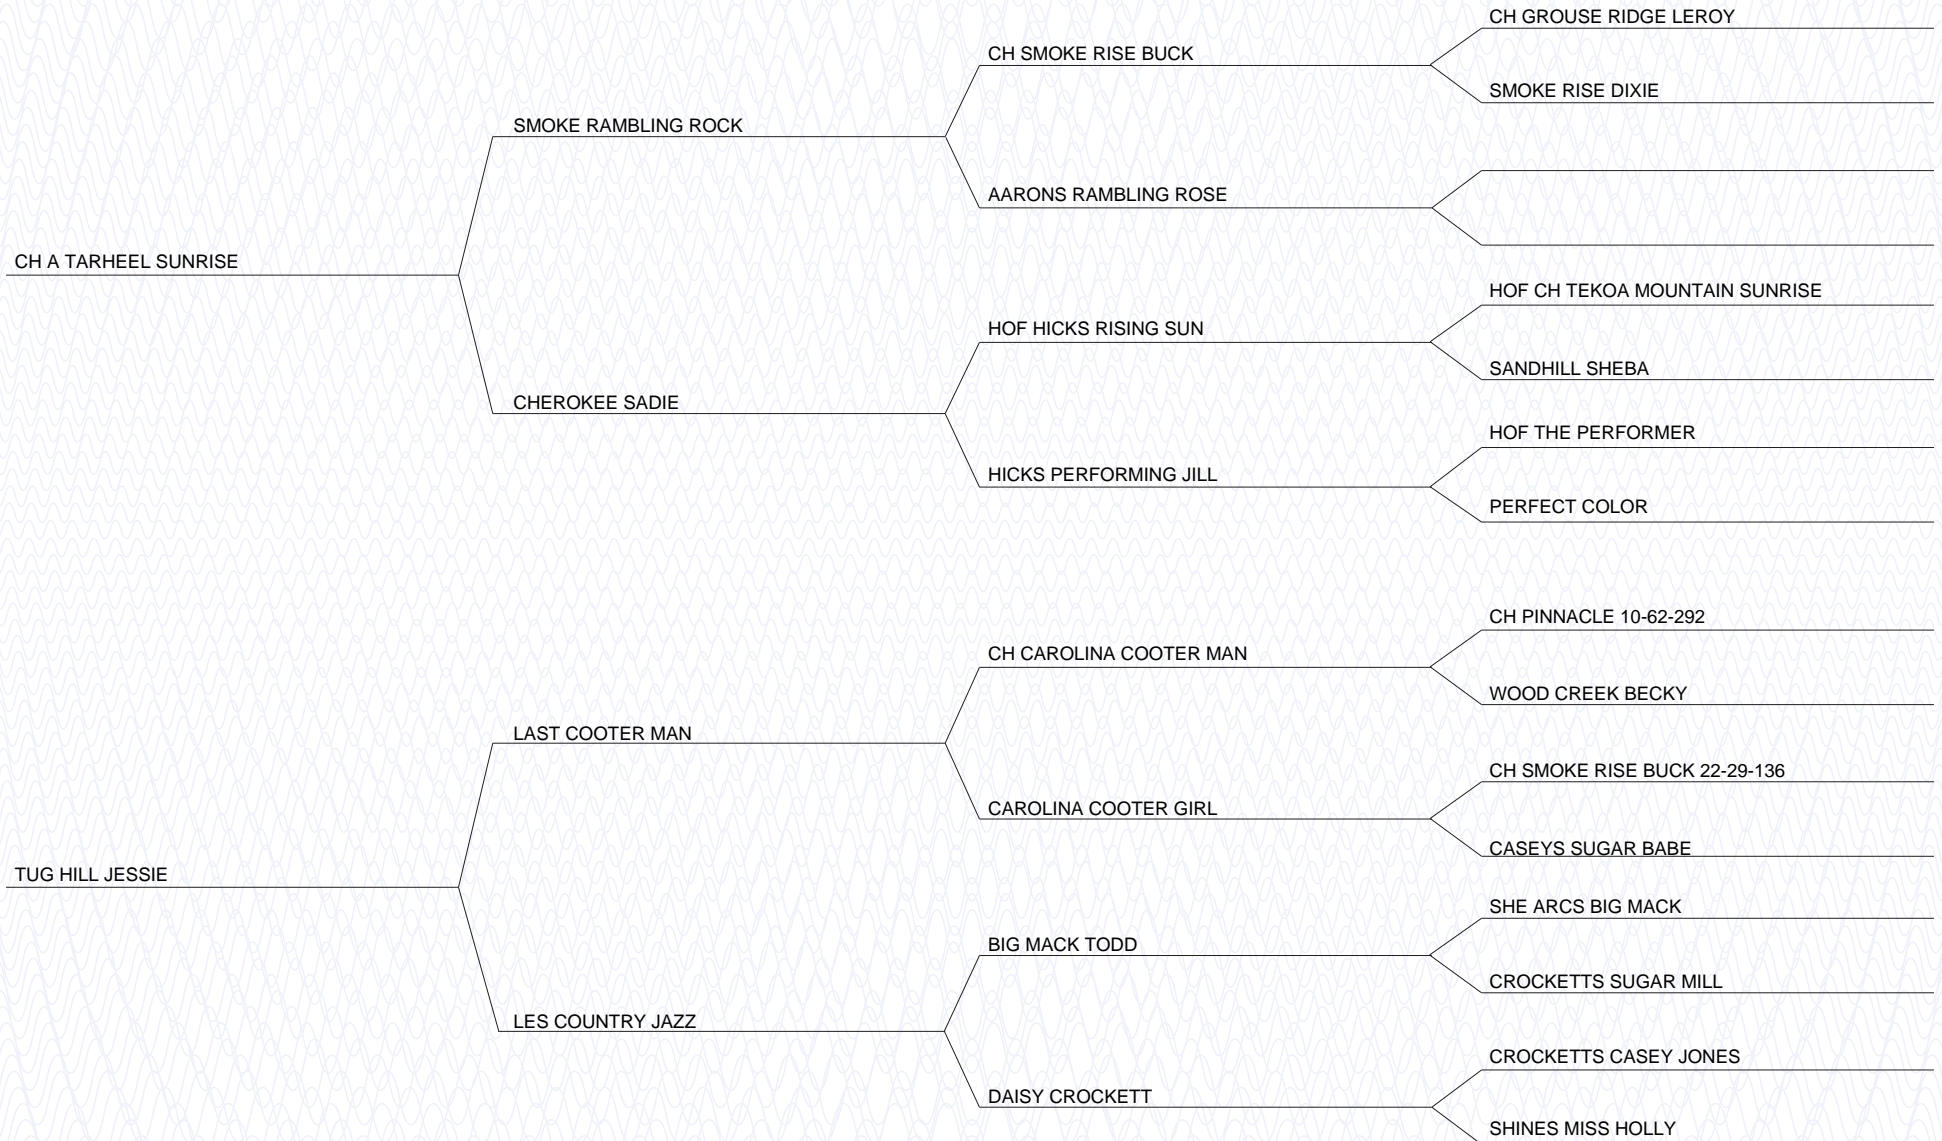 CH GROUSE RIDGE LEROY
CH SMOKE RISE BUCK
SMOKE RISE DIXIE
SMOKE RAMBLING ROCK
AARONS RAMBLING ROSE
CH A TARHEEL SUNRISE
HOF CH TEKOA MOUNTAIN SUNRISE
HOF HICKS RISING SUN
SANDHILL SHEBA
CHEROKEE SADIE
HOF THE PERFORMER
HICKS PERFORMING JILL
PERFECT COLOR
CH PINNACLE 10-62-292
CH CAROLINA COOTER MAN
WOOD CREEK BECKY
LAST COOTER MAN
CH SMOKE RISE BUCK 22-29-136
CAROLINA COOTER GIRL
CASEYS SUGAR BABE
TUG HILL JESSIE
SHE ARCS BIG MACK
BIG MACK TODD
CROCKETTS SUGAR MILL
LES COUNTRY JAZZ
CROCKETTS CASEY JONES
DAISY CROCKETT
SHINES MISS HOLLY